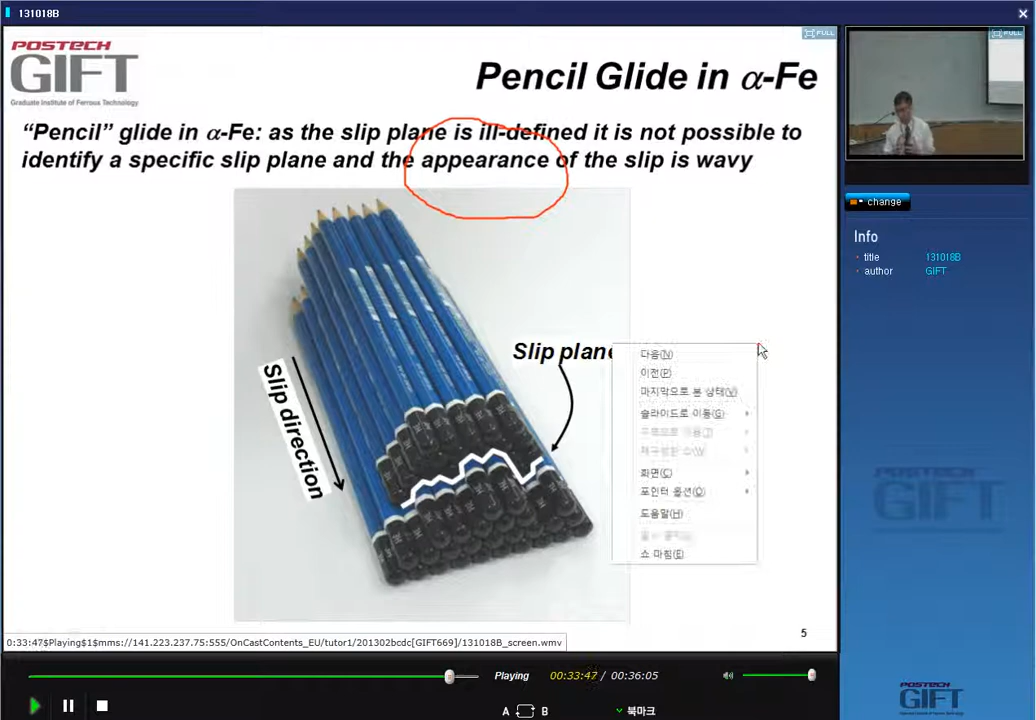 131018B
FULL
POSTECH
GIFT
Graduate Institute of Ferrous Technology
Pencil Glide in α-Fe
“Pencil” glide in α-Fe: as the slip plane is ill-defined it is not possible to
identify a specific slip plane and the appearance of the slip is wavy
Slip plane
Slip direction
다음(N)
이전(P)
마지막으로 본 상태(V)
슬라이드로 이동(G)
화면(C)
포인터 옵션(O)
도움말(H)
쇼 마침(E)
5
0:33:47$Playing$1$mms://141.223.237.75:555/OnCastContents_EU/tutor1/201302bcdc[GIFT669]/131018B_screen.wmv
Playing
00:33:47 / 00:36:05
A B
북마크
FULL
change
Info
title 131018B
author GIFT
POSTECH
GIFT
POSTECH
GIFT